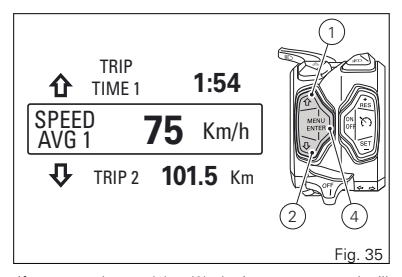 1
TRIP
TIME 1 1:54
SPEED
AVG 1 75 Km/h
TRIP 2 101.5 Km
MENU
ENTER
ON
OFF
RES
SET
OFF
2 4
Fig. 35